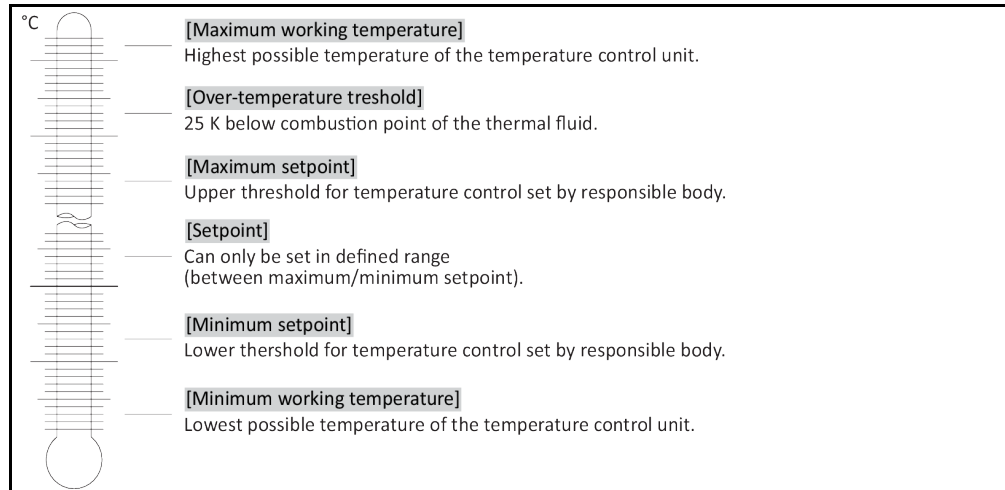 °C
[Maximum working temperature]
Highest possible temperature of the temperature control unit.
[Over-temperature treshold]
25 K below combustion point of the thermal fluid.
[Maximum setpoint]
Upper threshold for temperature control set by responsible body.
[Setpoint]
Can only be set in defined range
(between maximum/minimum setpoint).
[Minimum setpoint]
Lower thershold for temperature control set by responsible body.
[Minimum working temperature]
Lowest possible temperature of the temperature control unit.